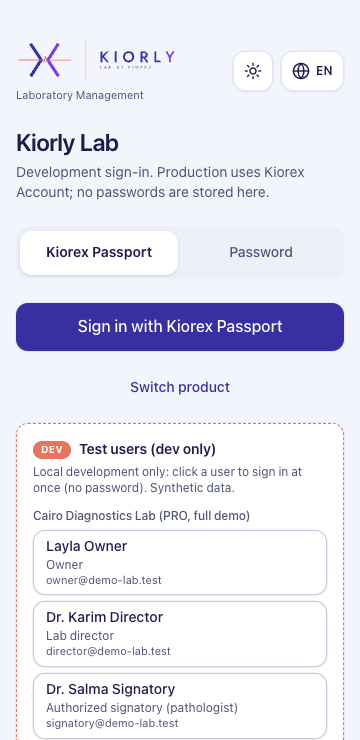 KIORLY
LAB BY KIOREX
Laboratory Management
EN
Kiorly Lab
Development sign-in. Production uses Kiorex
Account; no passwords are stored here.
Kiorex Passport
Password
Sign in with Kiorex Passport
Switch product
DEV Test users (dev only)
Local development only: click a user to sign in at
once (no password). Synthetic data.
Cairo Diagnostics Lab (PRO, full demo)
Layla Owner
Owner
owner@demo-lab.test
Dr. Karim Director
Lab director
director@demo-lab.test
Dr. Salma Signatory
Authorized signatory (pathologist)
signatory@demo-lab.test